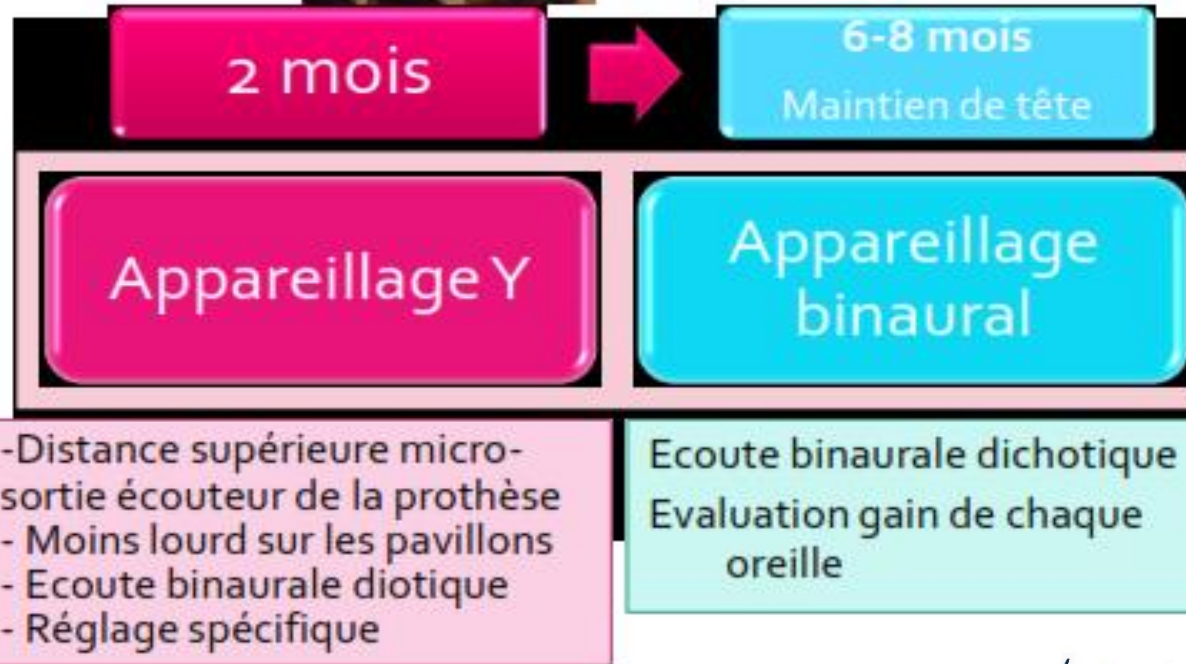 2 mois
6-8 mois
Maintien de tête
Appareillage Y
Appareillage
binaural
-Distance supérieure micro-
sortie écouteur de la prothèse
- Moins lourd sur les pavillons
- Ecoute binaurale diotique
- Réglage spécifique
Ecoute binaurale dichotique
Evaluation gain de chaque
oreille